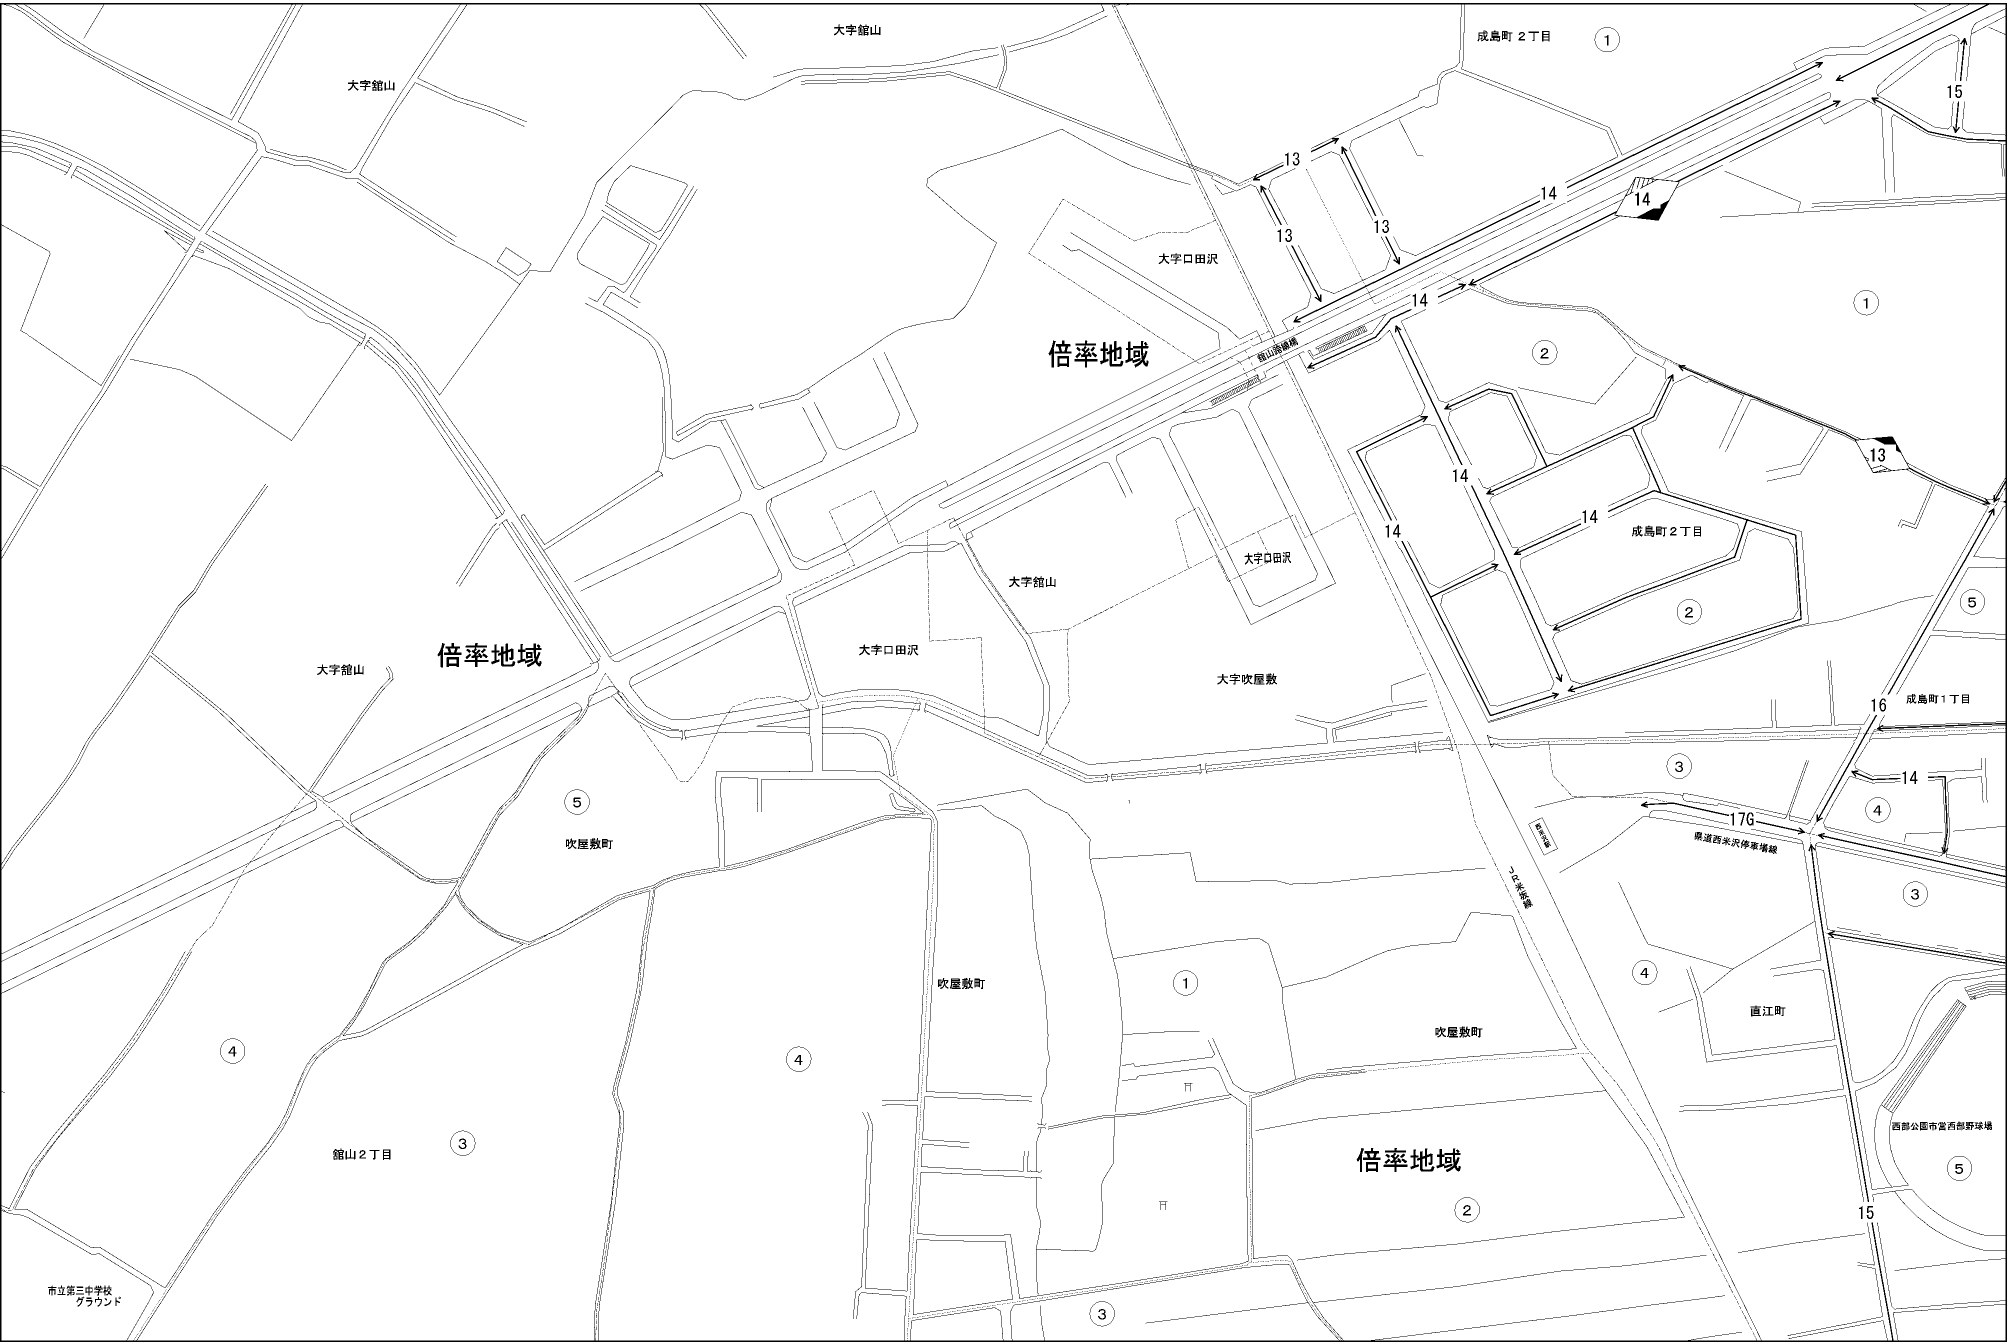 大字舘山
成島町 2丁目
①
大字舘山
15
13
14
14
13
13
大字口田沢
14
①
倍率地域
舘山跨線橋
②
13
14
14
14
成島町2丁目
大字口田沢
大字舘山
⑤
②
大字口田沢
倍率地域
大字舘山
大字吹屋敷
16
成島町1丁目
③
14
⑤
④
17G
西米沢駅
吹屋敷町
県道西米沢停車場線
JR米坂線
③
④
吹屋敷町
①
直江町
吹屋敷町
④
④
西部公園市営西部野球場
③
舘山2丁目
倍率地域
⑤
②
15
市立第三中学校
グラウンド
③